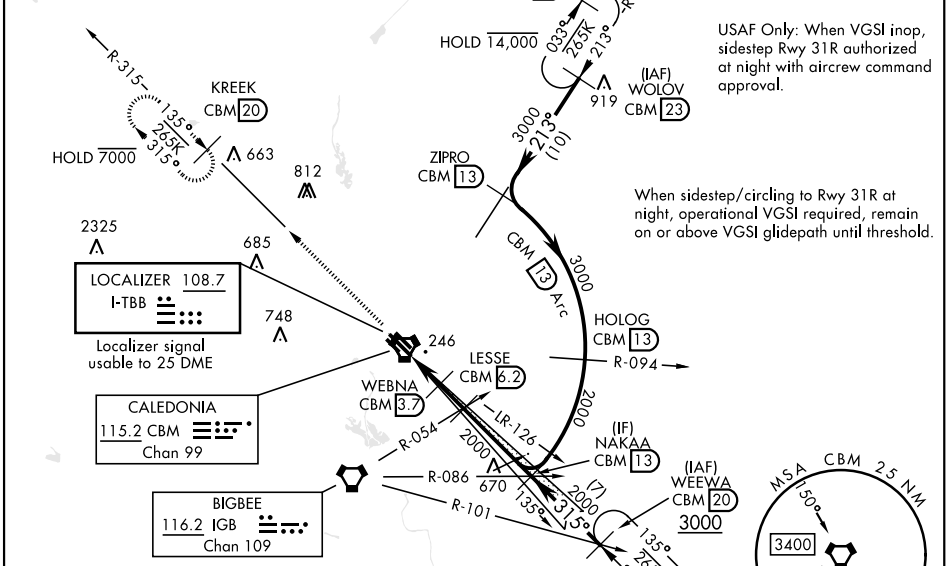 HOLD 14,000
033°
265K
213°
-R
USAF Only: When VGSI inop,
sidestep Rwy 31R authorized
at night with aircrew command
approval.
R-315
KREEK
CBM 20
135°
265K
315°
HOLD 7000
663
812
919
(IAF)
WOLOV
CBM 23
3000
213°
(10)
ZIPRO
CBM 13
When sidestep/circling to Rwy 31R at
night, operational VGSI required, remain
on or above VGSI glidepath until threshold.
2325
685
CBM 13 Arc
3000
LOCALIZER 108.7
I-TBB
Localizer signal
usable to 25 DME
748
246
HOLOG
CBM 13
R-094
2000
LESSE
CBM 6.2
WEBNA
CBM 3.7
CALEDONIA
115.2 CBM
Chan 99
LR-126
R-054
2000
(IF)
NAKAA
CBM 13
R-086
670
(7)
2000
315°
135°
R-101
(IAF)
WEEWA
CBM 20
3000
BIGBEE
116.2 IGB
Chan 109
135°
MSA CBM 25 NM
150°
3400